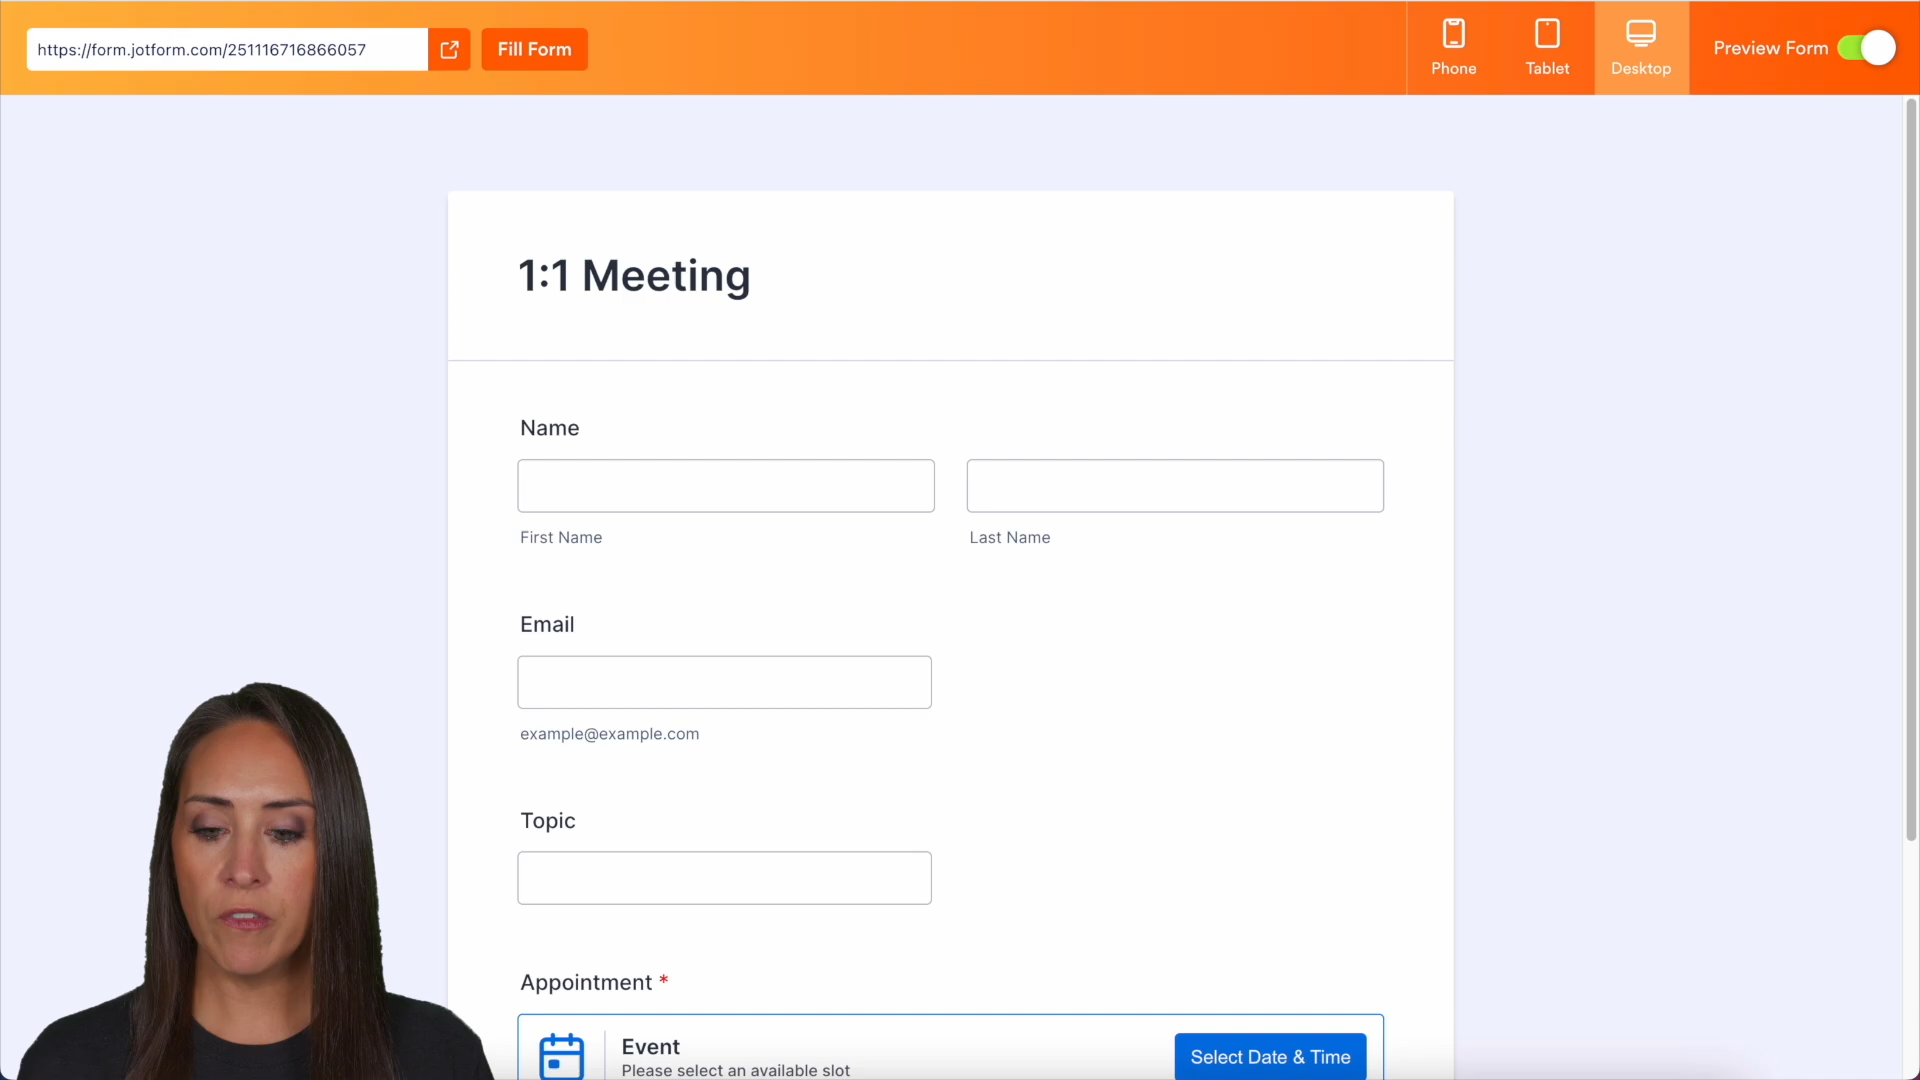 https://form.jotform.com/251116716866057
Fill Form
Phone
Tablet
Desktop
Preview Form
1:1 Meeting
Name
First Name
Last Name
Email
example@example.com
Topic
Appointment *
Event
Please select an available slot
Select Date & Time